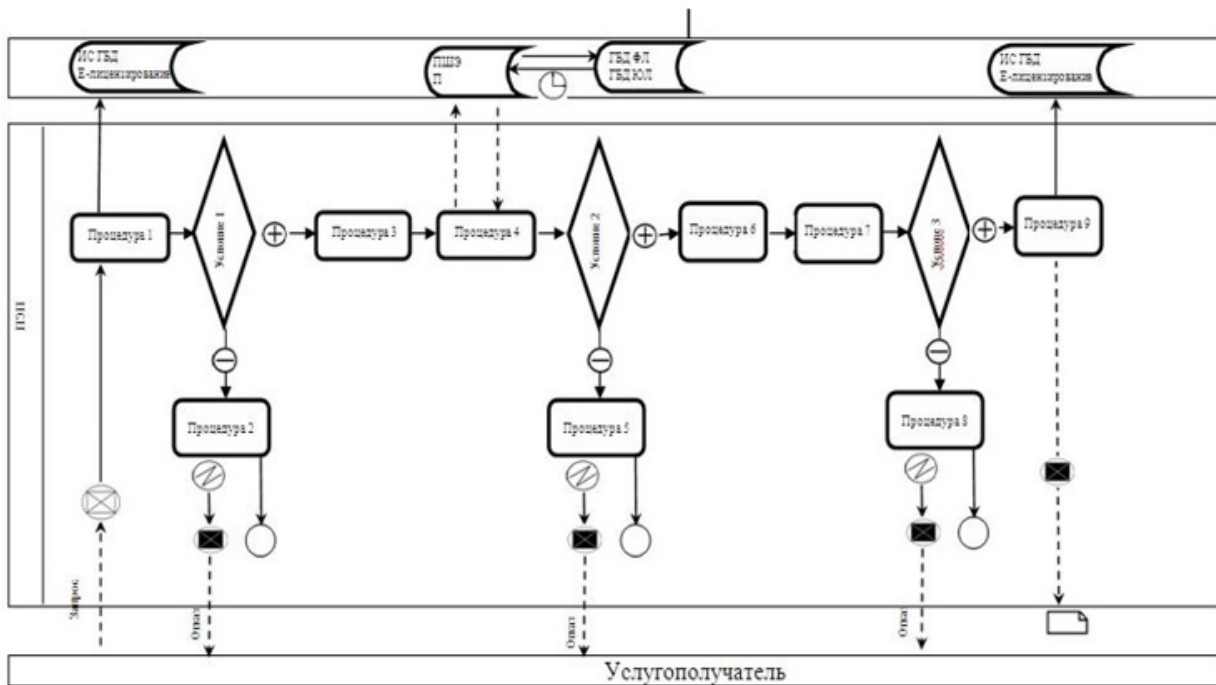 ИС ГБД
Е-лицензирование
ПШЭ
П
ГБД ФЛ
ГБД ЮЛ
ИС ГБД
Е-лицензирование
ПЭП
Процедура 1
Условие 1
Процедура 3
Процедура 4
Условие 2
Процедура 6
Процедура 7
Условие 3
Процедура 9
Процедура 2
Процедура 5
Процедура 8
Запрос
Отказ
Отказ
Отказ
Услугополучатель